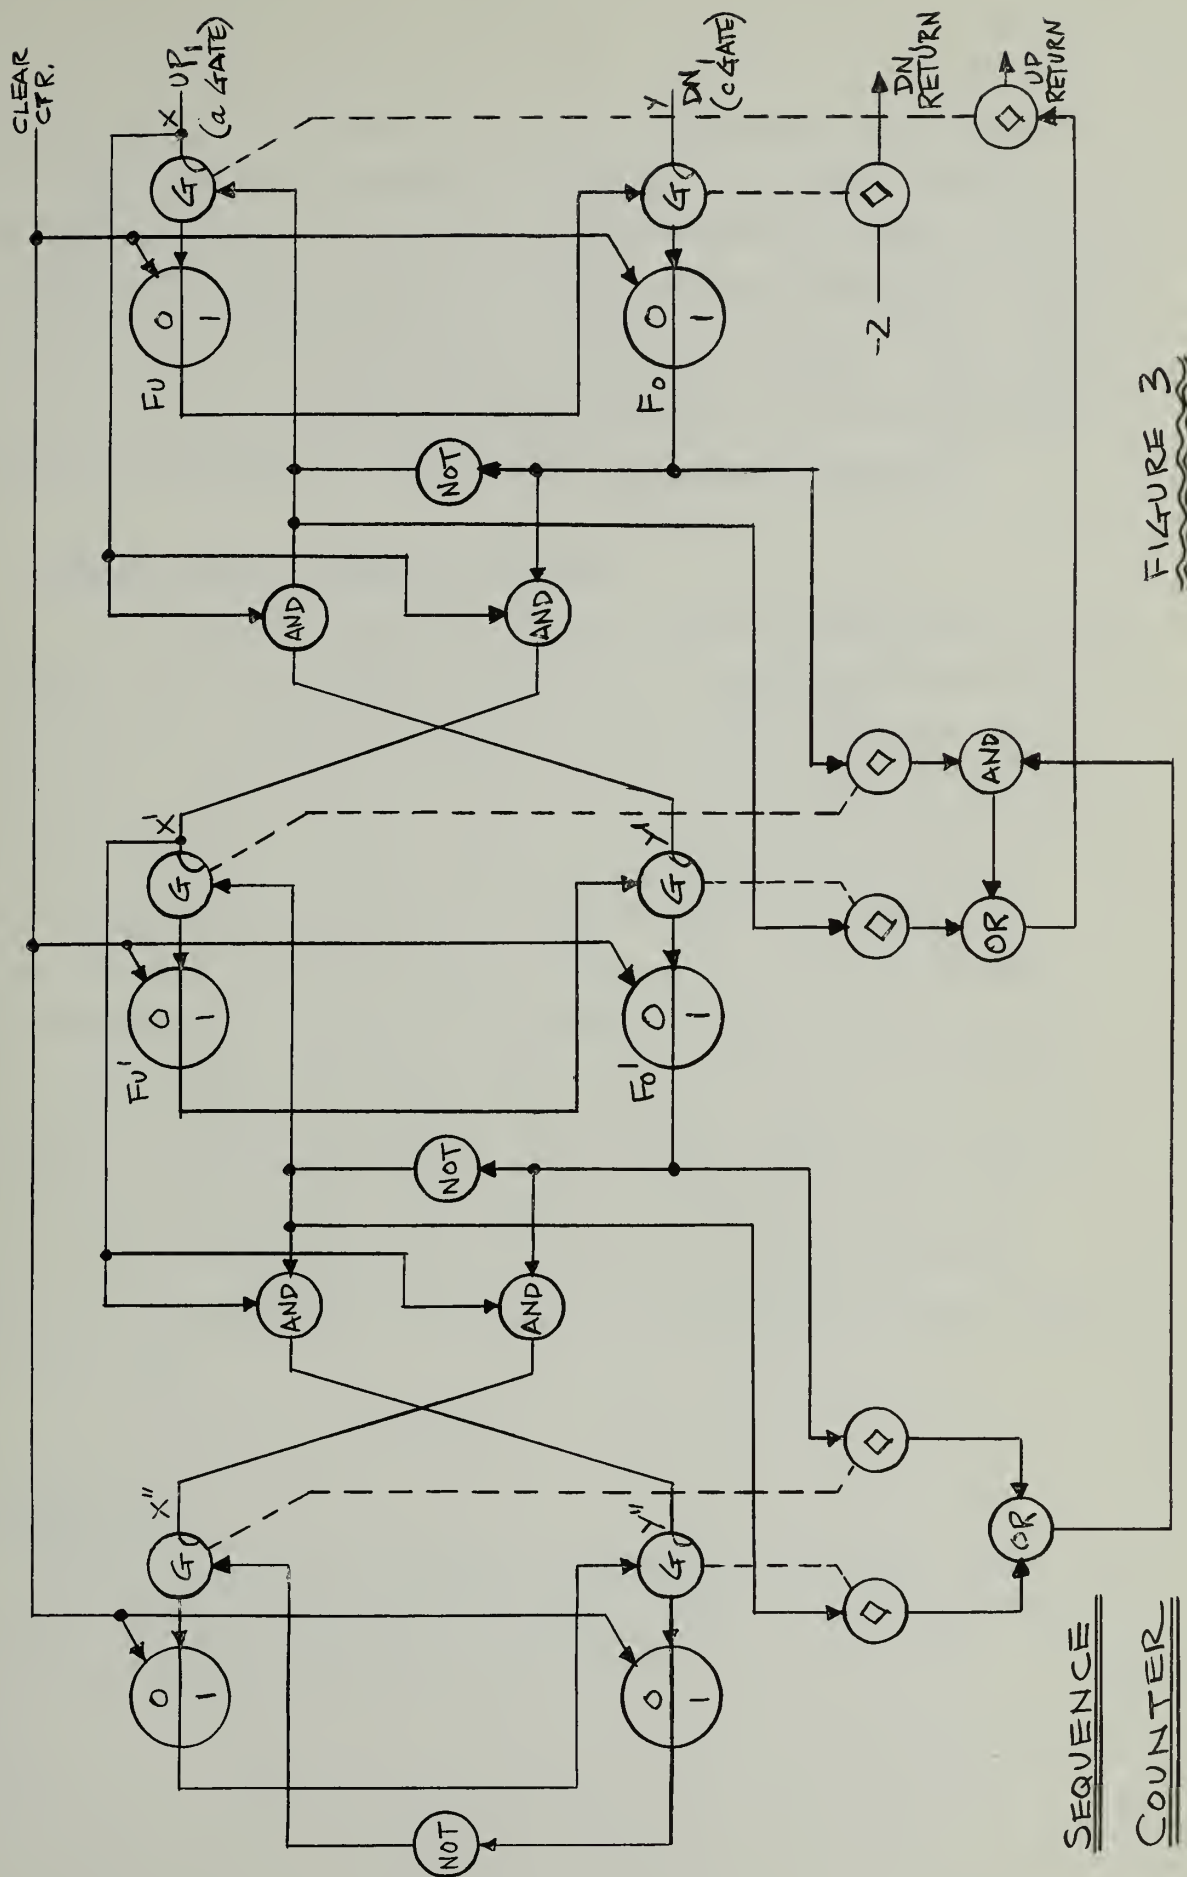 CLEAR
CTR.
X UP1
(a GATE)
G
0
1
FU
Y DN1
(c GATE)
G
0
1
F0
DN
RETURN
UP
RETURN
-2
NOT
AND
AND
X'
G
0
1
FU'
Y'
G
0
1
F0'
AND
OR
NOT
AND
AND
X"
G
0
1
Y"
G
0
1
OR
NOT
SEQUENCE
COUNTER
FIGURE 3